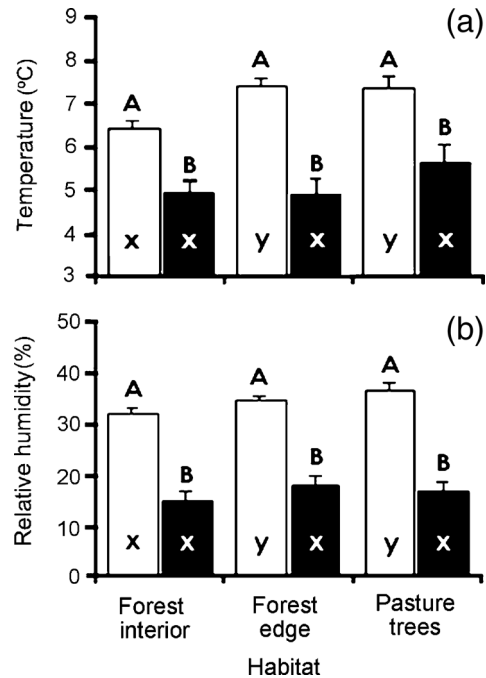 (a)
Temperature (ºC)
9
8
7
6
5
4
3
A
B
A
B
A
B
x
x
y
x
y
x
(b)
Relative humidity (%)
50
40
30
20
10
0
A
B
A
B
A
B
x
x
y
x
y
x
Forest interior
Forest edge
Pasture trees
Habitat